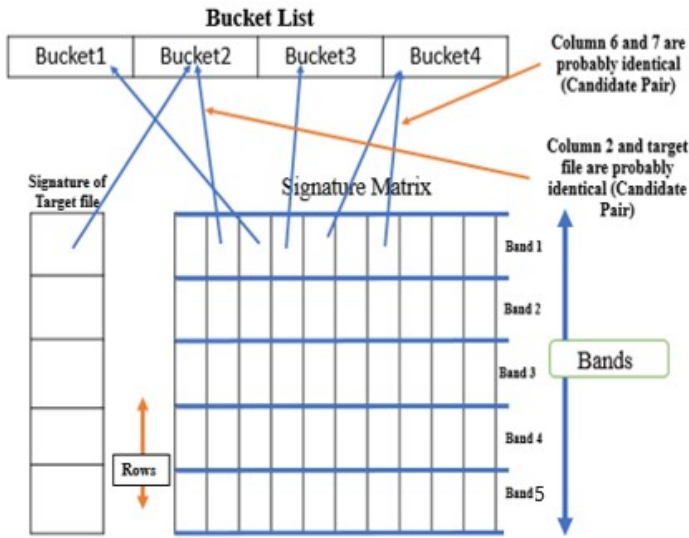 Bucket List
Bucket1
Bucket2
Bucket3
Bucket4
Column 6 and 7 are
probably identical
(Candidate Pair)
Column 2 and target
file are probably
identical (Candidate
Pair)
Signature of
Target file
Signature Matrix
Band 1
Band 2
Band 3
Band 4
Band 5
Bands
Rows